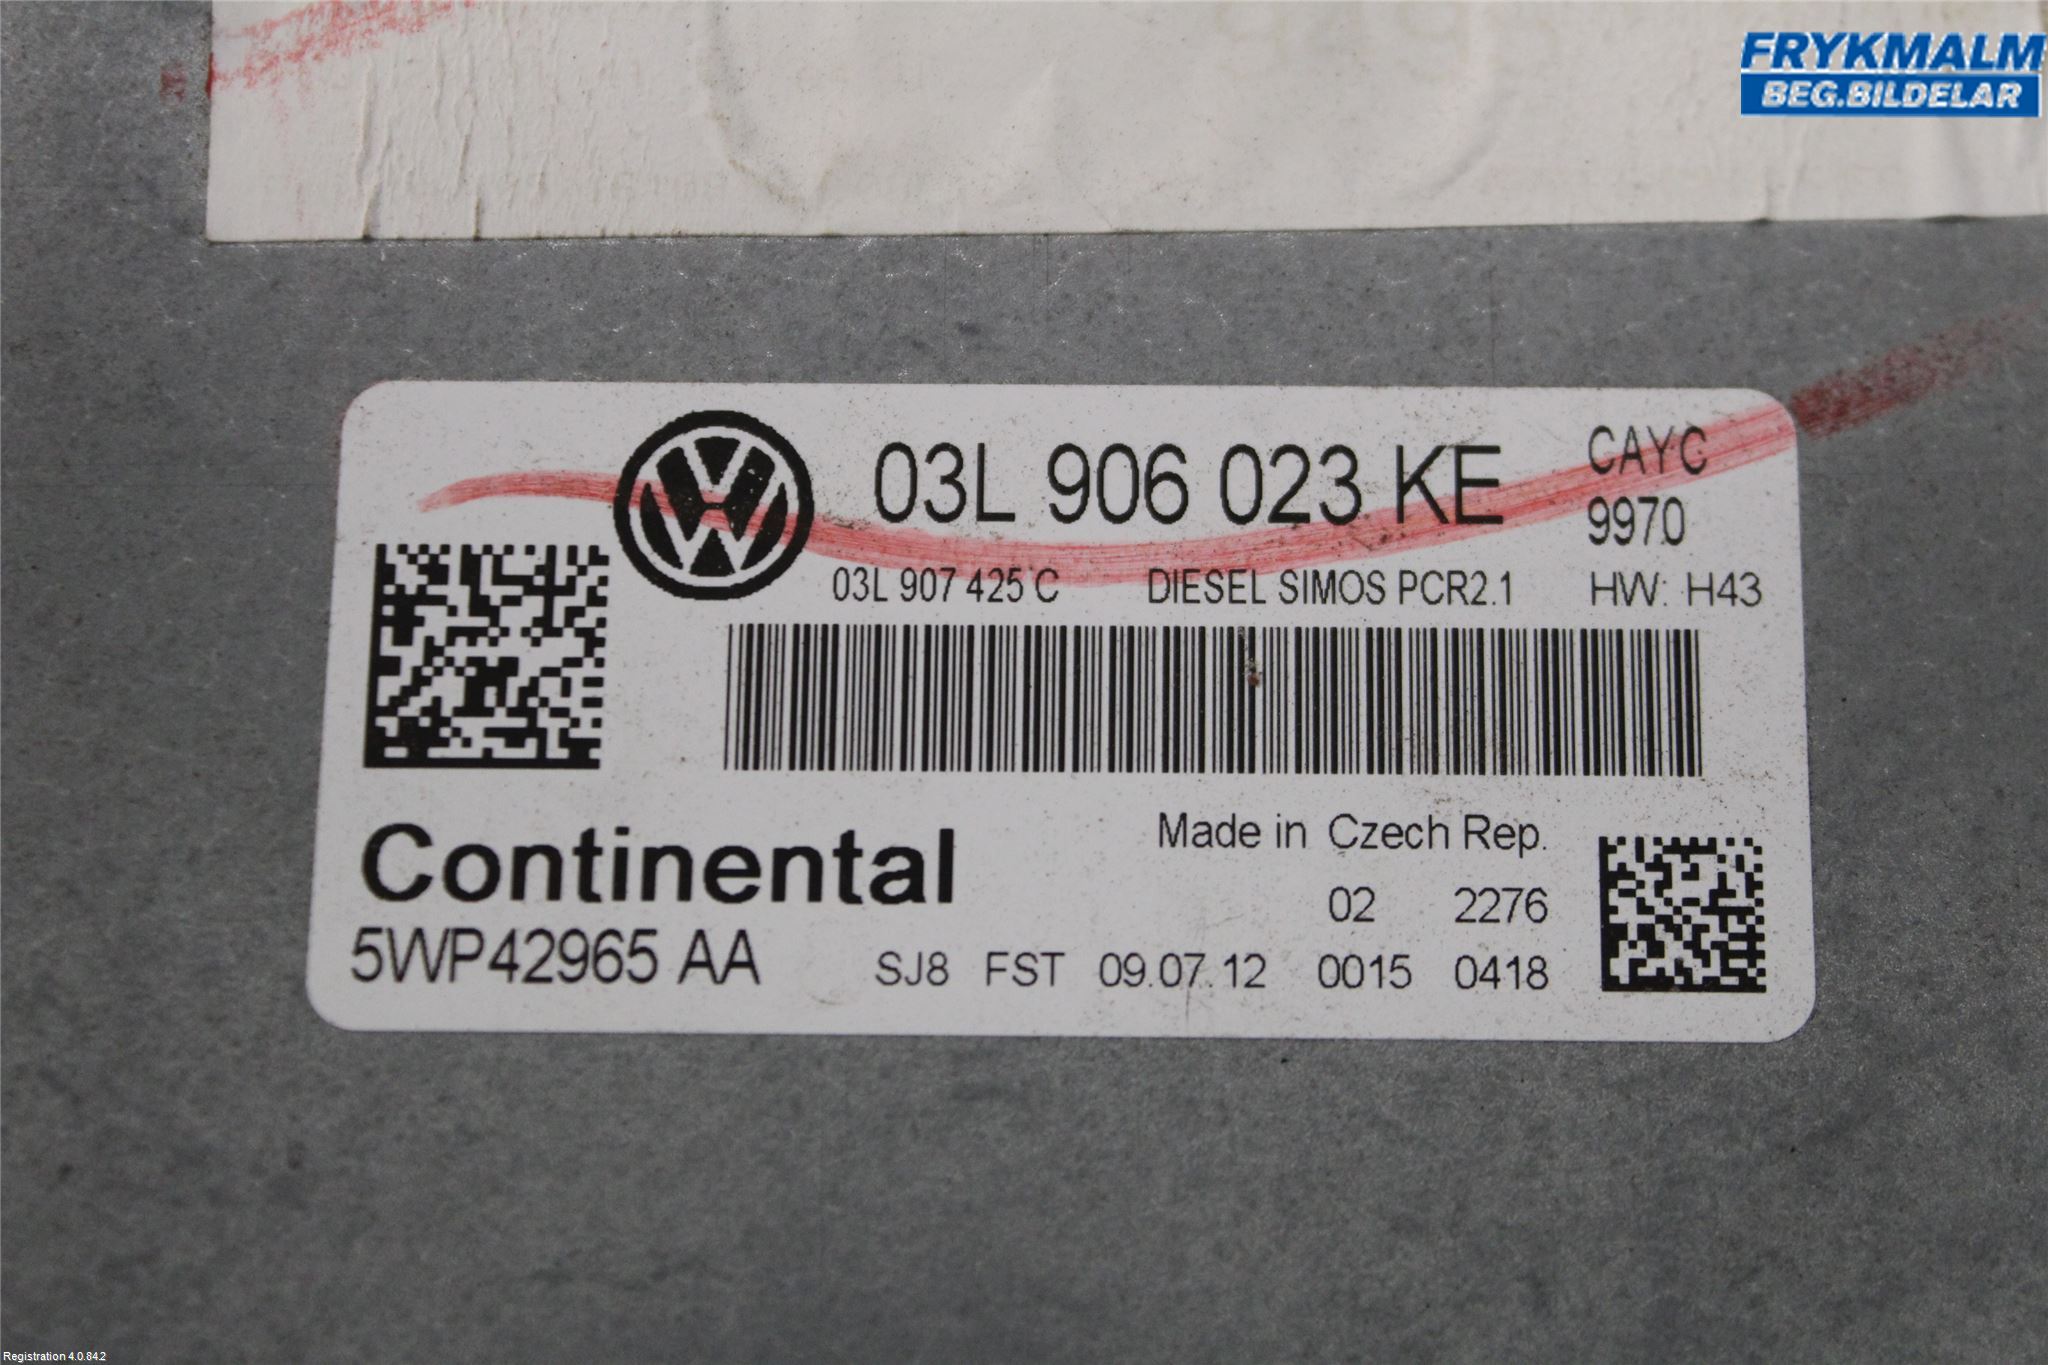 FRYKMALM
BEG.BILDELAR
03L 906 023 KE
CAYC
9970
03L 907 425 C
DIESEL SIMOS PCR2.1
HW: H43
Continental
Made in Czech Rep.
02 2276
5WP42965 AA
SJ8 FST 09.07.12 0015 0418
Registration 4.0.84.2